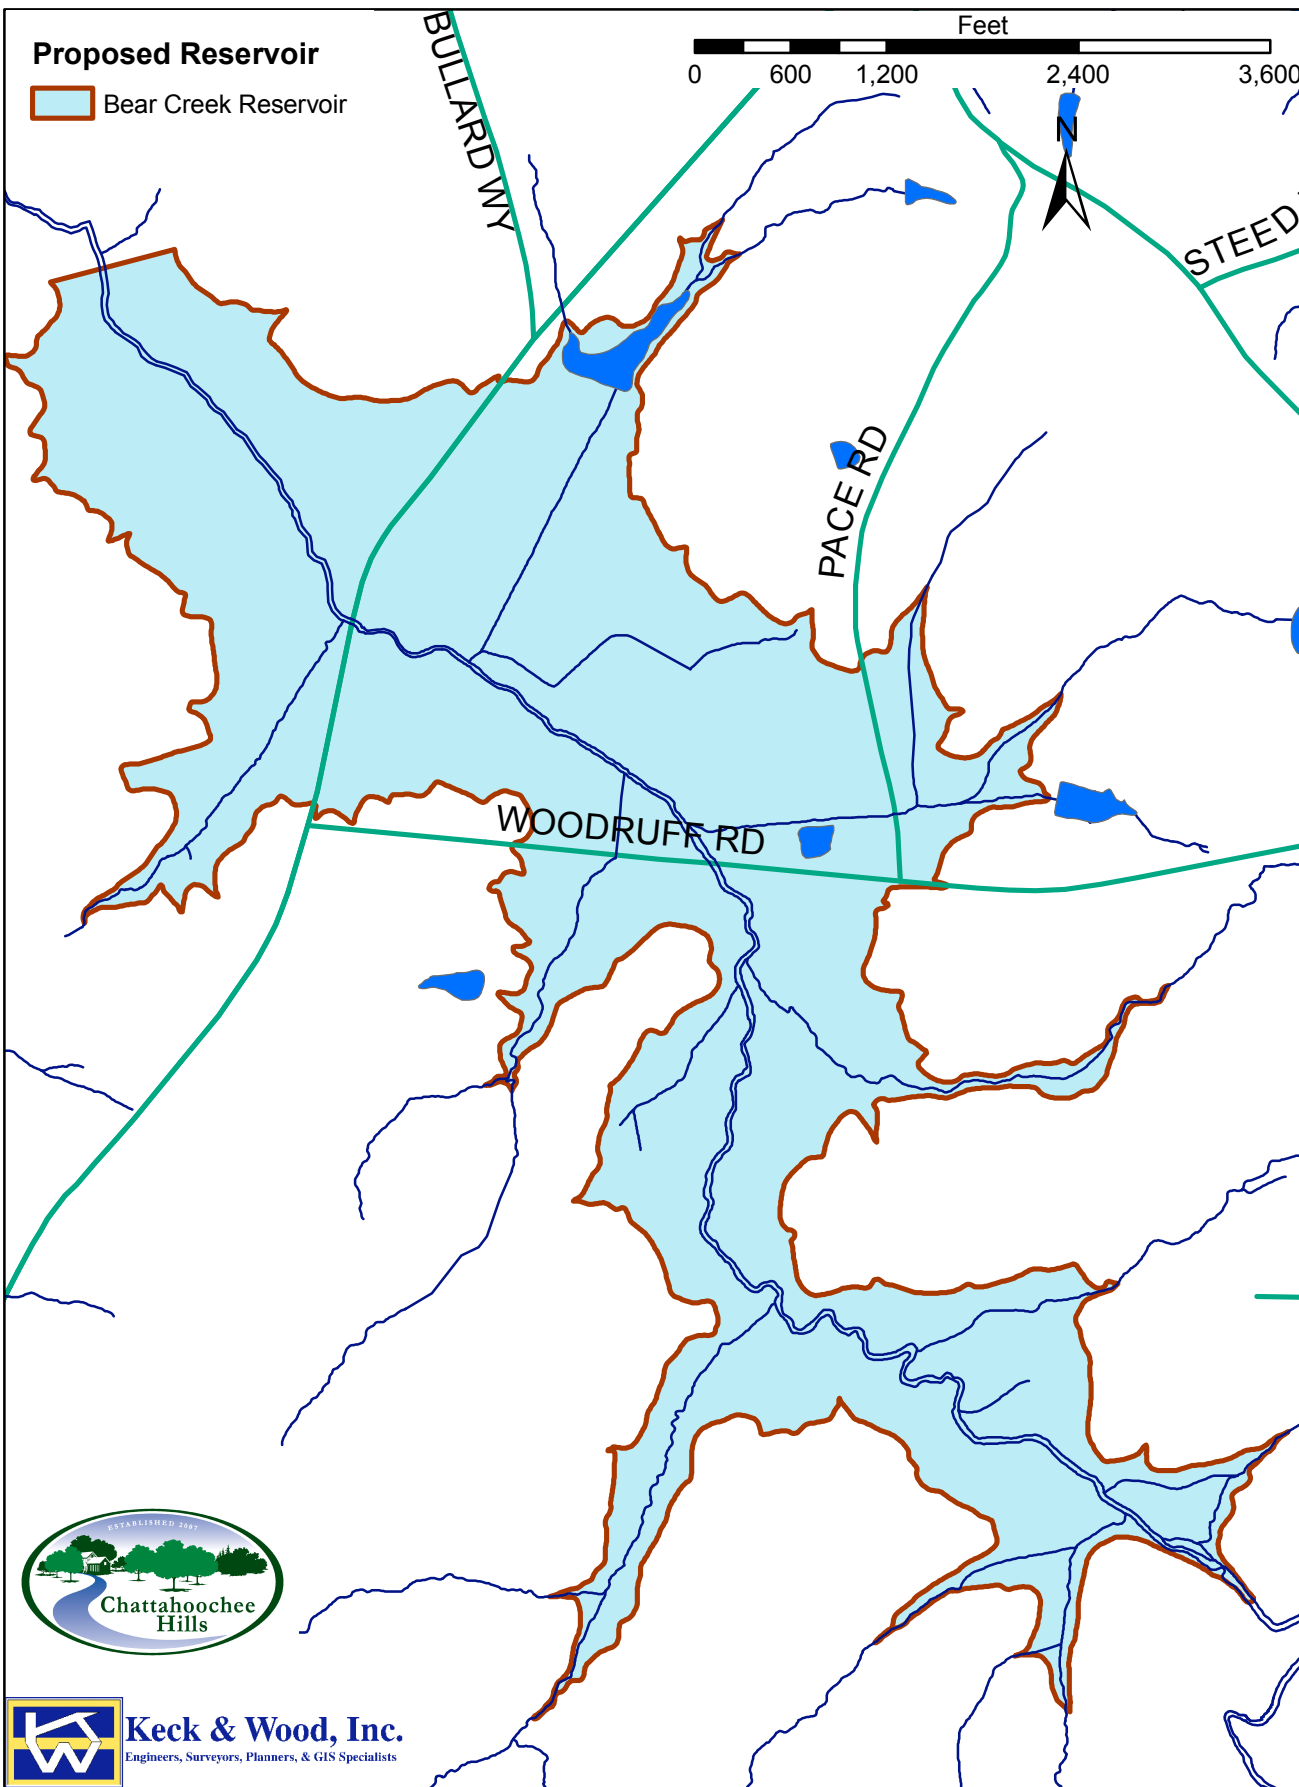 Proposed Reservoir
Bear Creek Reservoir
Feet
0 600 1,200 2,400 3,600
N
BULLARD WY
STEED
PACE RD
WOODRUFF RD
ESTABLISHED 2007
Chattahoochee
Hills
Keck & Wood, Inc.
Engineers, Surveyors, Planners, & GIS Specialists
KW